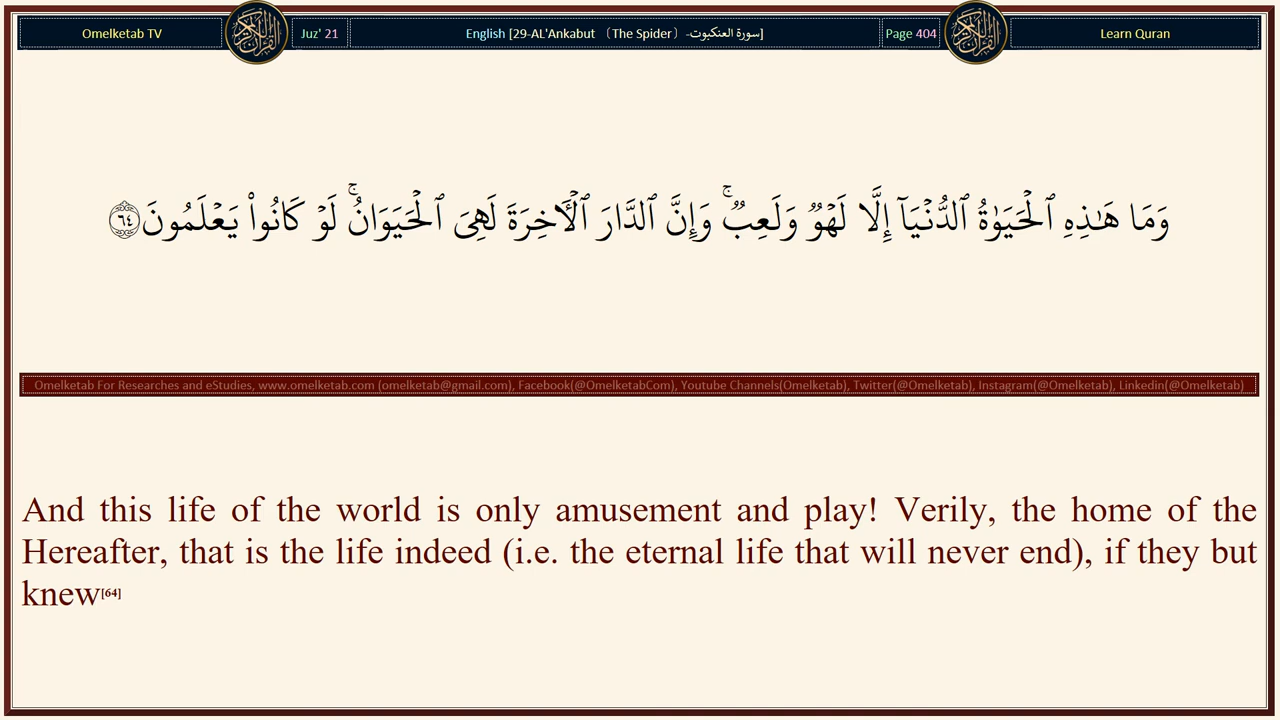 Omelketab TV
Juz' 21
English [29-AL'Ankabut 〔The Spider〕 -سورة العنكبوت]
Page 404
Learn Quran
وَمَا هَٰذِهِ ٱلْحَيَوٰةُ ٱلدُّنْيَآ إِلَّا لَهْوٌ وَلَعِبٌ ۚ وَإِنَّ ٱلدَّارَ ٱلْـَٔاخِرَةَ لَهِىَ ٱلْحَيَوَانُ ۚ لَوْ كَانُوا۟ يَعْلَمُونَ ٦٤
Omelketab For Researches and eStudies, www.omelketab.com (omelketab@gmail.com), Facebook(@OmelketabCom), Youtube Channels(Omelketab), Twitter(@Omelketab), Instagram(@Omelketab), Linkedin(@Omelketab)
And this life of the world is only amusement and play! Verily, the home of the
Hereafter, that is the life indeed (i.e. the eternal life that will never end), if they but
knew[64]